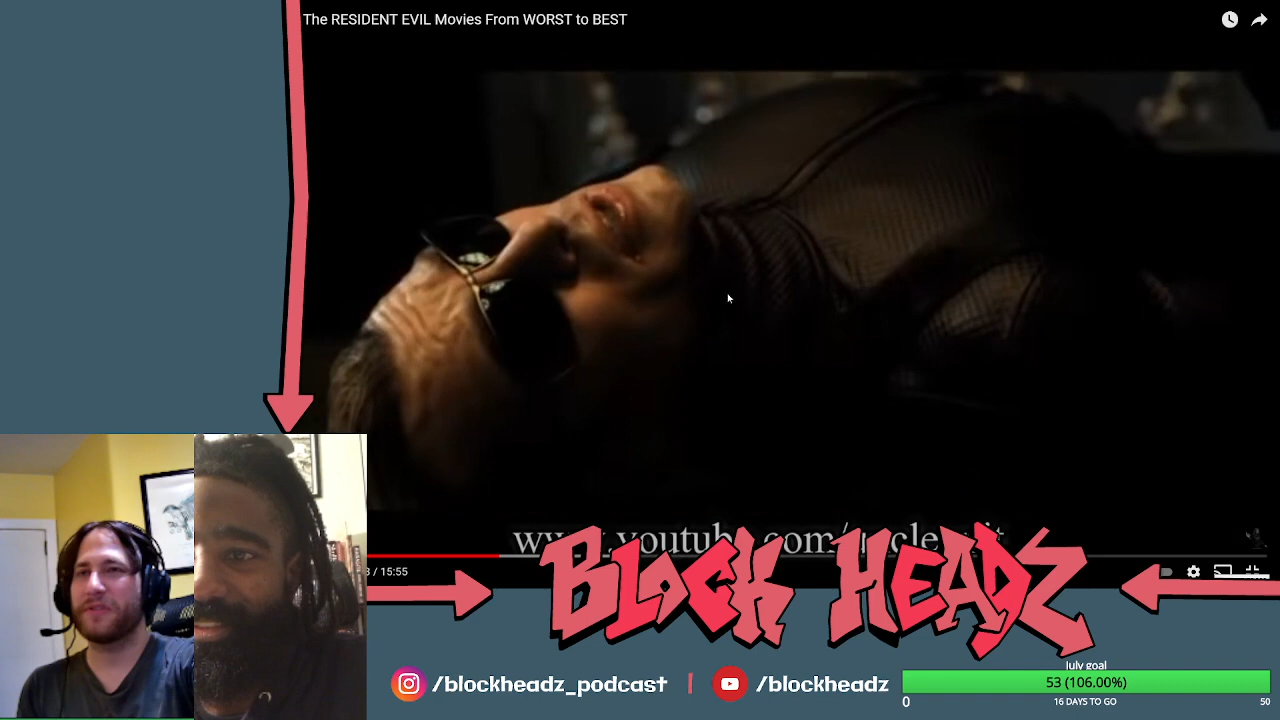 The RESIDENT EVIL Movies From WORST to BEST
/ 15:55
BLOCK HEADZ
/blockheadz_podcast
/blockheadz
July goal
53 (106.00%)
0
16 DAYS TO GO
50